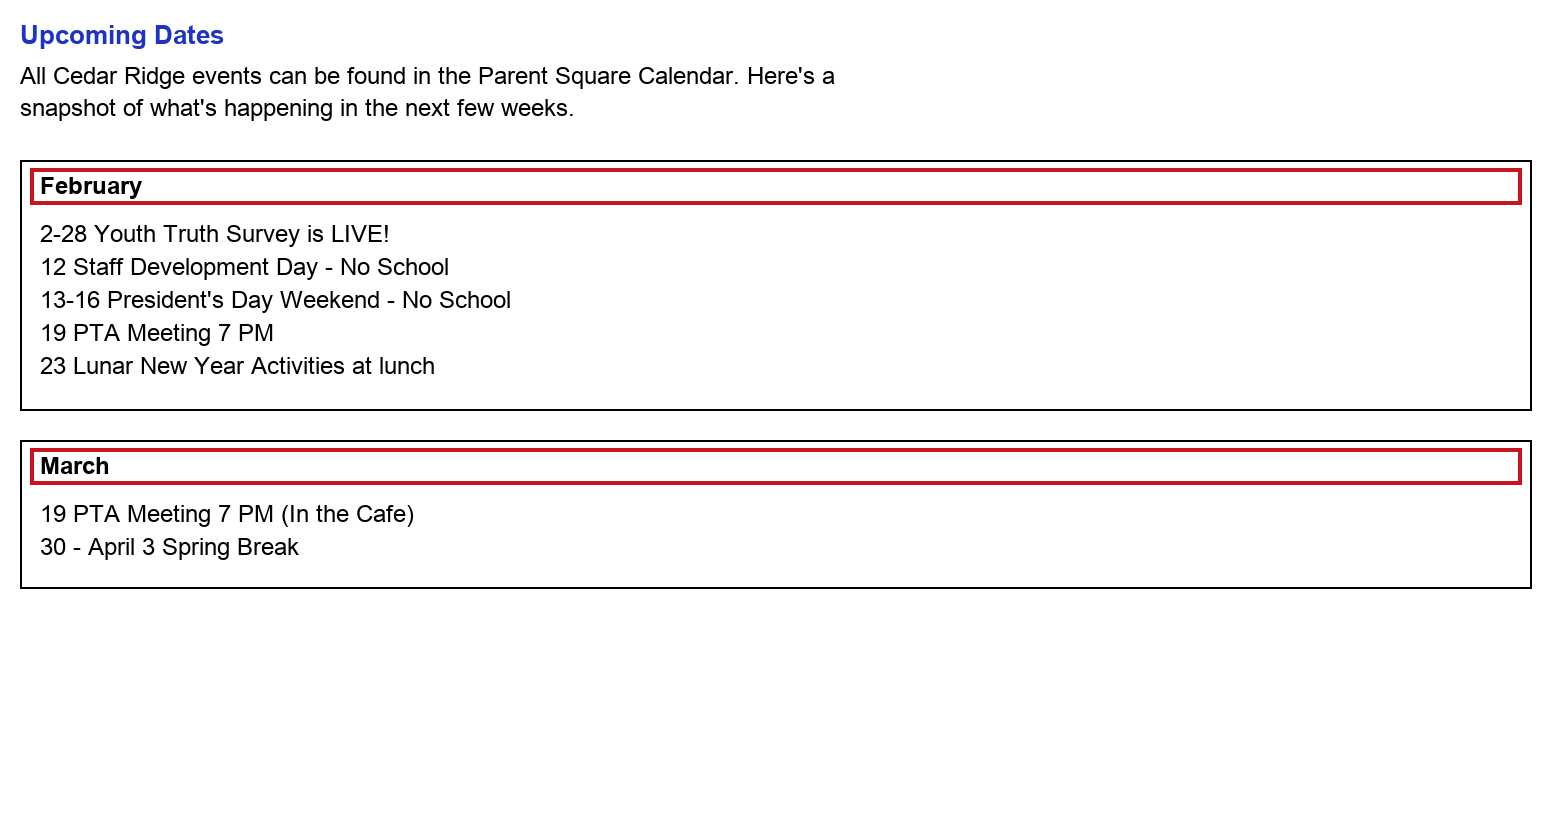 Upcoming Dates
All Cedar Ridge events can be found in the Parent Square Calendar. Here's a
snapshot of what's happening in the next few weeks.
February
2-28 Youth Truth Survey is LIVE!
12 Staff Development Day - No School
13-16 President's Day Weekend - No School
19 PTA Meeting 7 PM
23 Lunar New Year Activities at lunch
March
19 PTA Meeting 7 PM (In the Cafe)
30 - April 3 Spring Break